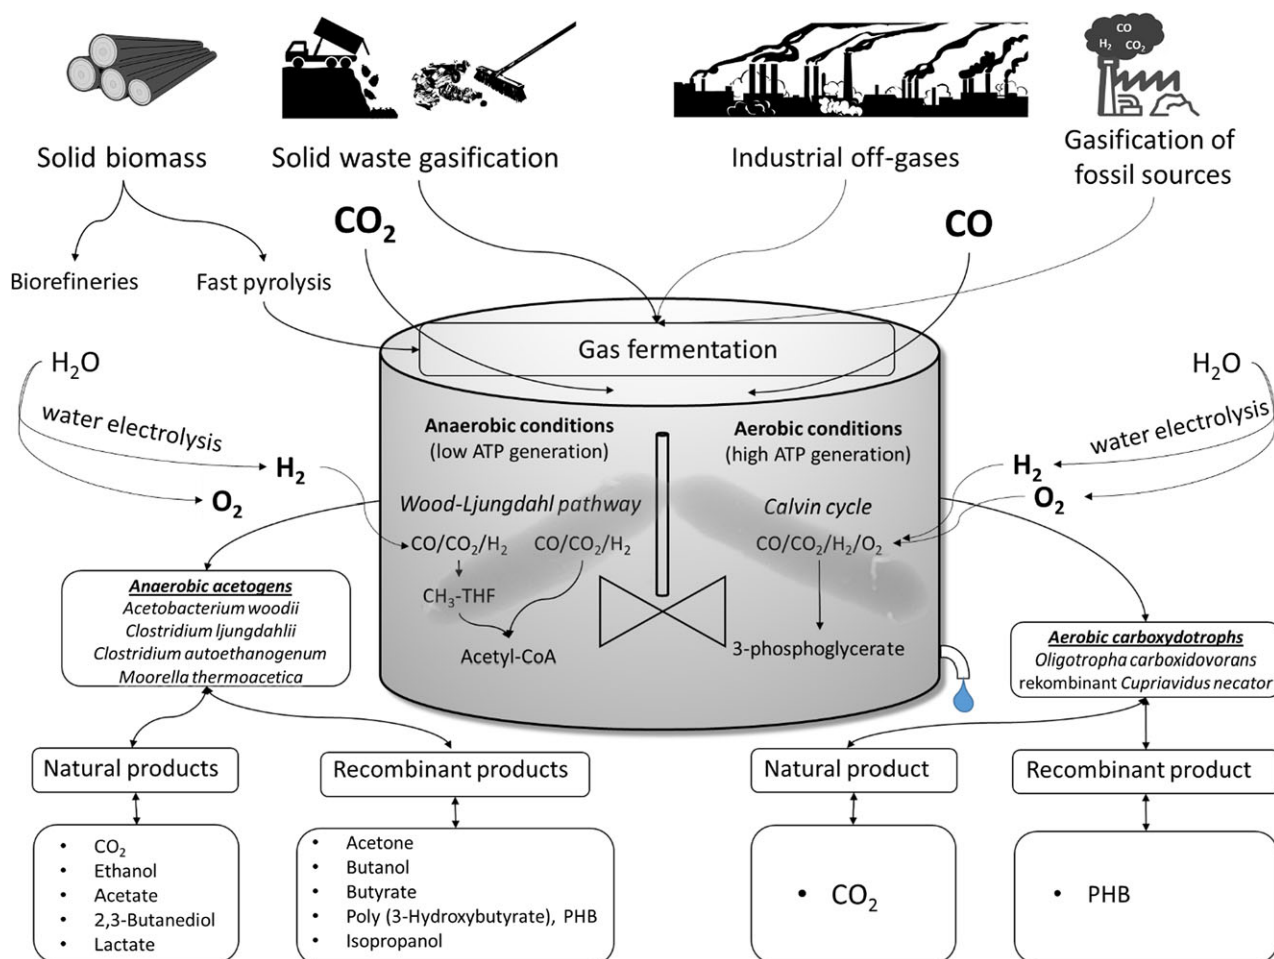 CO
H₂ CO₂
Solid biomass
Solid waste gasification
Industrial off-gases
Gasification of
fossil sources
CO₂
CO
Biorefineries
Fast pyrolysis
Gas fermentation
H₂O
water electrolysis
H₂
O₂
H₂O
water electrolysis
H₂
O₂
Anaerobic conditions
(low ATP generation)
Aerobic conditions
(high ATP generation)
Wood-Ljungdahl pathway
CO/CO₂/H₂
CO/CO₂/H₂
CH₃-THF
Acetyl-CoA
Calvin cycle
CO/CO₂/H₂/O₂
3-phosphoglycerate
Anaerobic acetogens
Acetobacterium woodii
Clostridium ljungdahlii
Clostridium autoethanogenum
Moorella thermoacetica
Aerobic carboxydotrophs
Oligotropha carboxidovorans
rekombinant Cupriavidus necator
Natural products
Recombinant products
Natural product
Recombinant product
• CO₂
• Ethanol
• Acetate
• 2,3-Butanediol
• Lactate
• Acetone
• Butanol
• Butyrate
• Poly (3-Hydroxybutyrate), PHB
• Isopropanol
• CO₂
• PHB